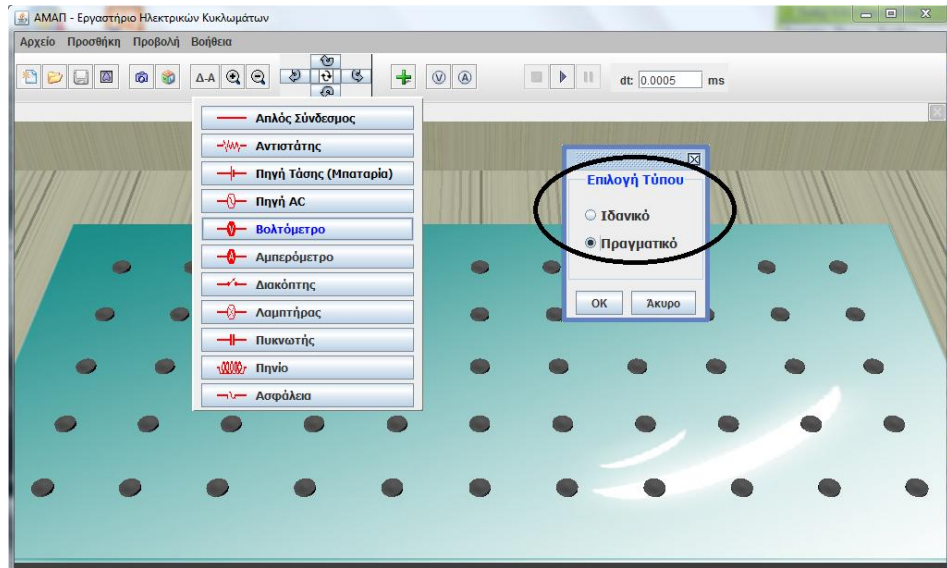 ΑΜΑΠ - Εργαστήριο Ηλεκτρικών Κυκλωμάτων
Αρχείο Προσθήκη Προβολή Βοήθεια
Δ-Α V A dt: 0.0005 ms
Απλός Σύνδεσμος
Αντιστάτης
Πηγή Τάσης (Μπαταρία)
Πηγή AC
Βολτόμετρο
Αμπερόμετρο
Διακόπτης
Λαμπτήρας
Πυκνωτής
Πηνίο
Ασφάλεια
Επιλογή Τύπου
Ιδανικό
Πραγματικό
ΟΚ Άκυρο